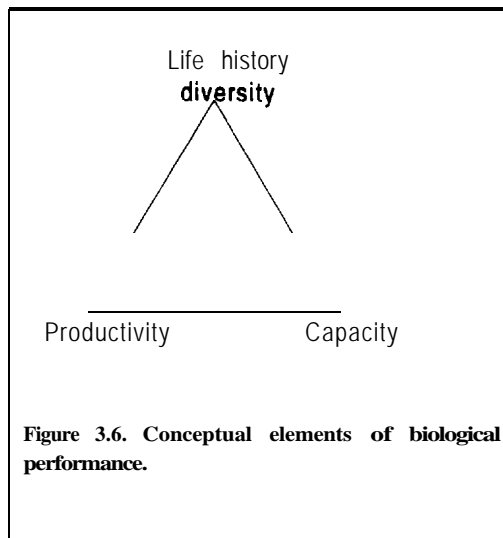 Life history
diversity
Productivity Capacity
Figure 3.6. Conceptual elements of biological
performance.